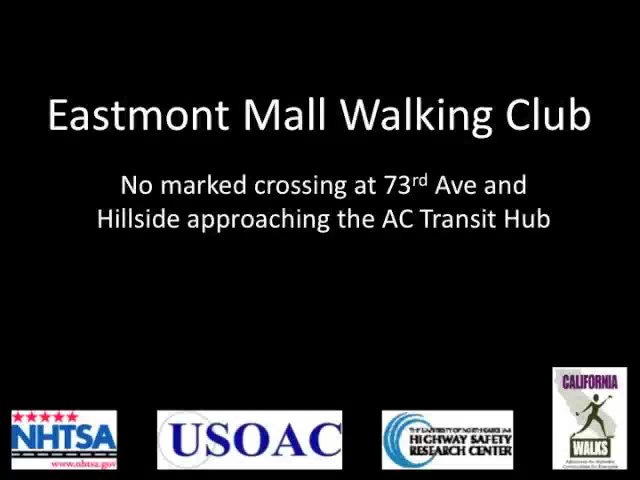 Eastmont Mall Walking Club
No marked crossing at 73rd Ave and
Hillside approaching the AC Transit Hub
NHTSA
www.nhtsa.gov
USOAC
HIGHWAY SAFETY
RESEARCH CENTER
CALIFORNIA
WALKS